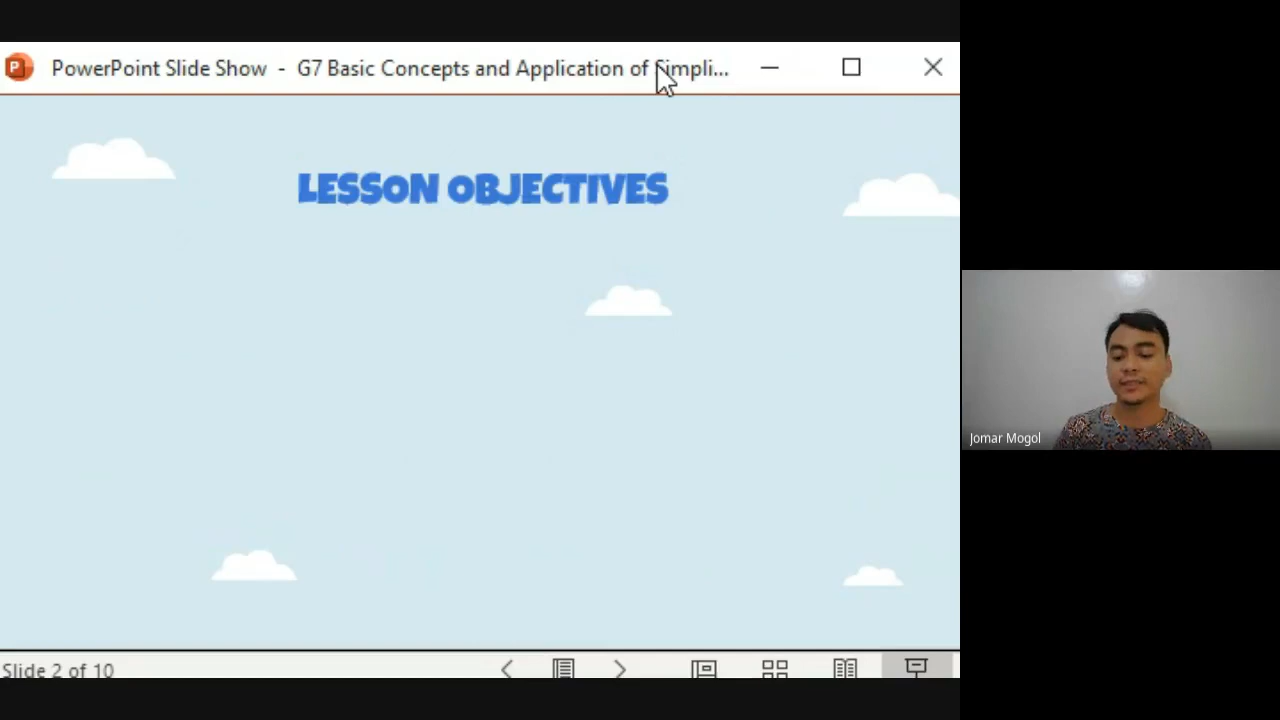 PowerPoint Slide Show - G7 Basic Concepts and Application of Simpli...
LESSON OBJECTIVES
Jomar Mogol
Slide 2 of 10